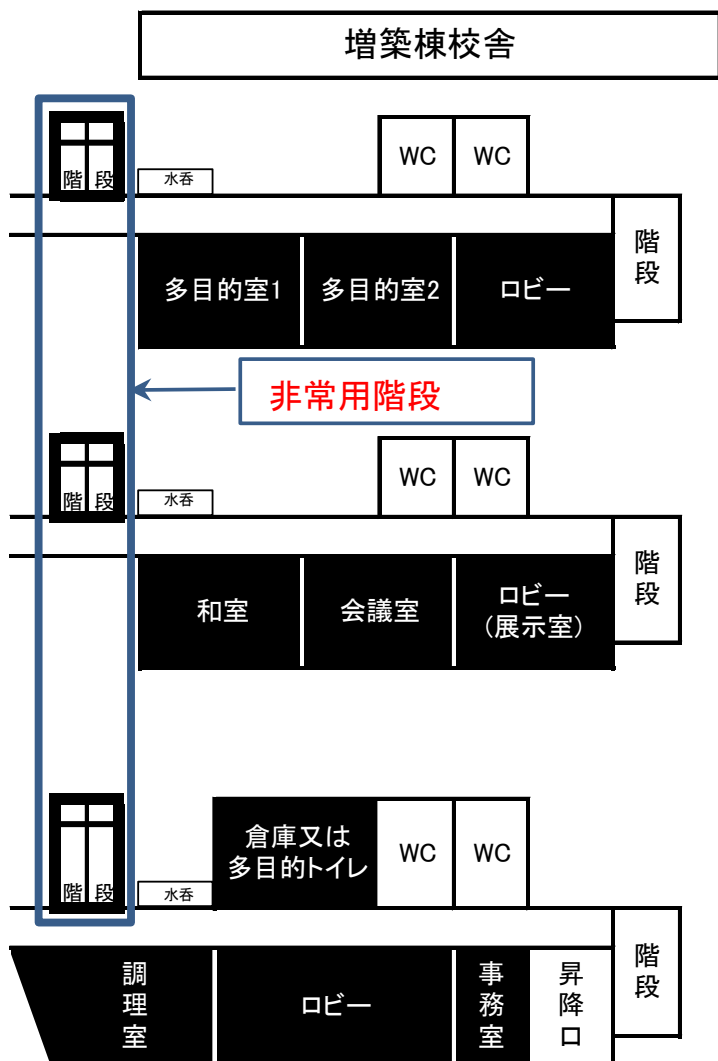 増築棟校舎
WC WC
階 段 水呑
階段
多目的室1 多目的室2 ロビー
非常用階段
WC WC
階 段 水呑
階段
和室 会議室 ロビー
(展示室)
倉庫又は
多目的トイレ
WC WC
階 段 水呑
階段
調理室 ロビー 事務室 昇降口